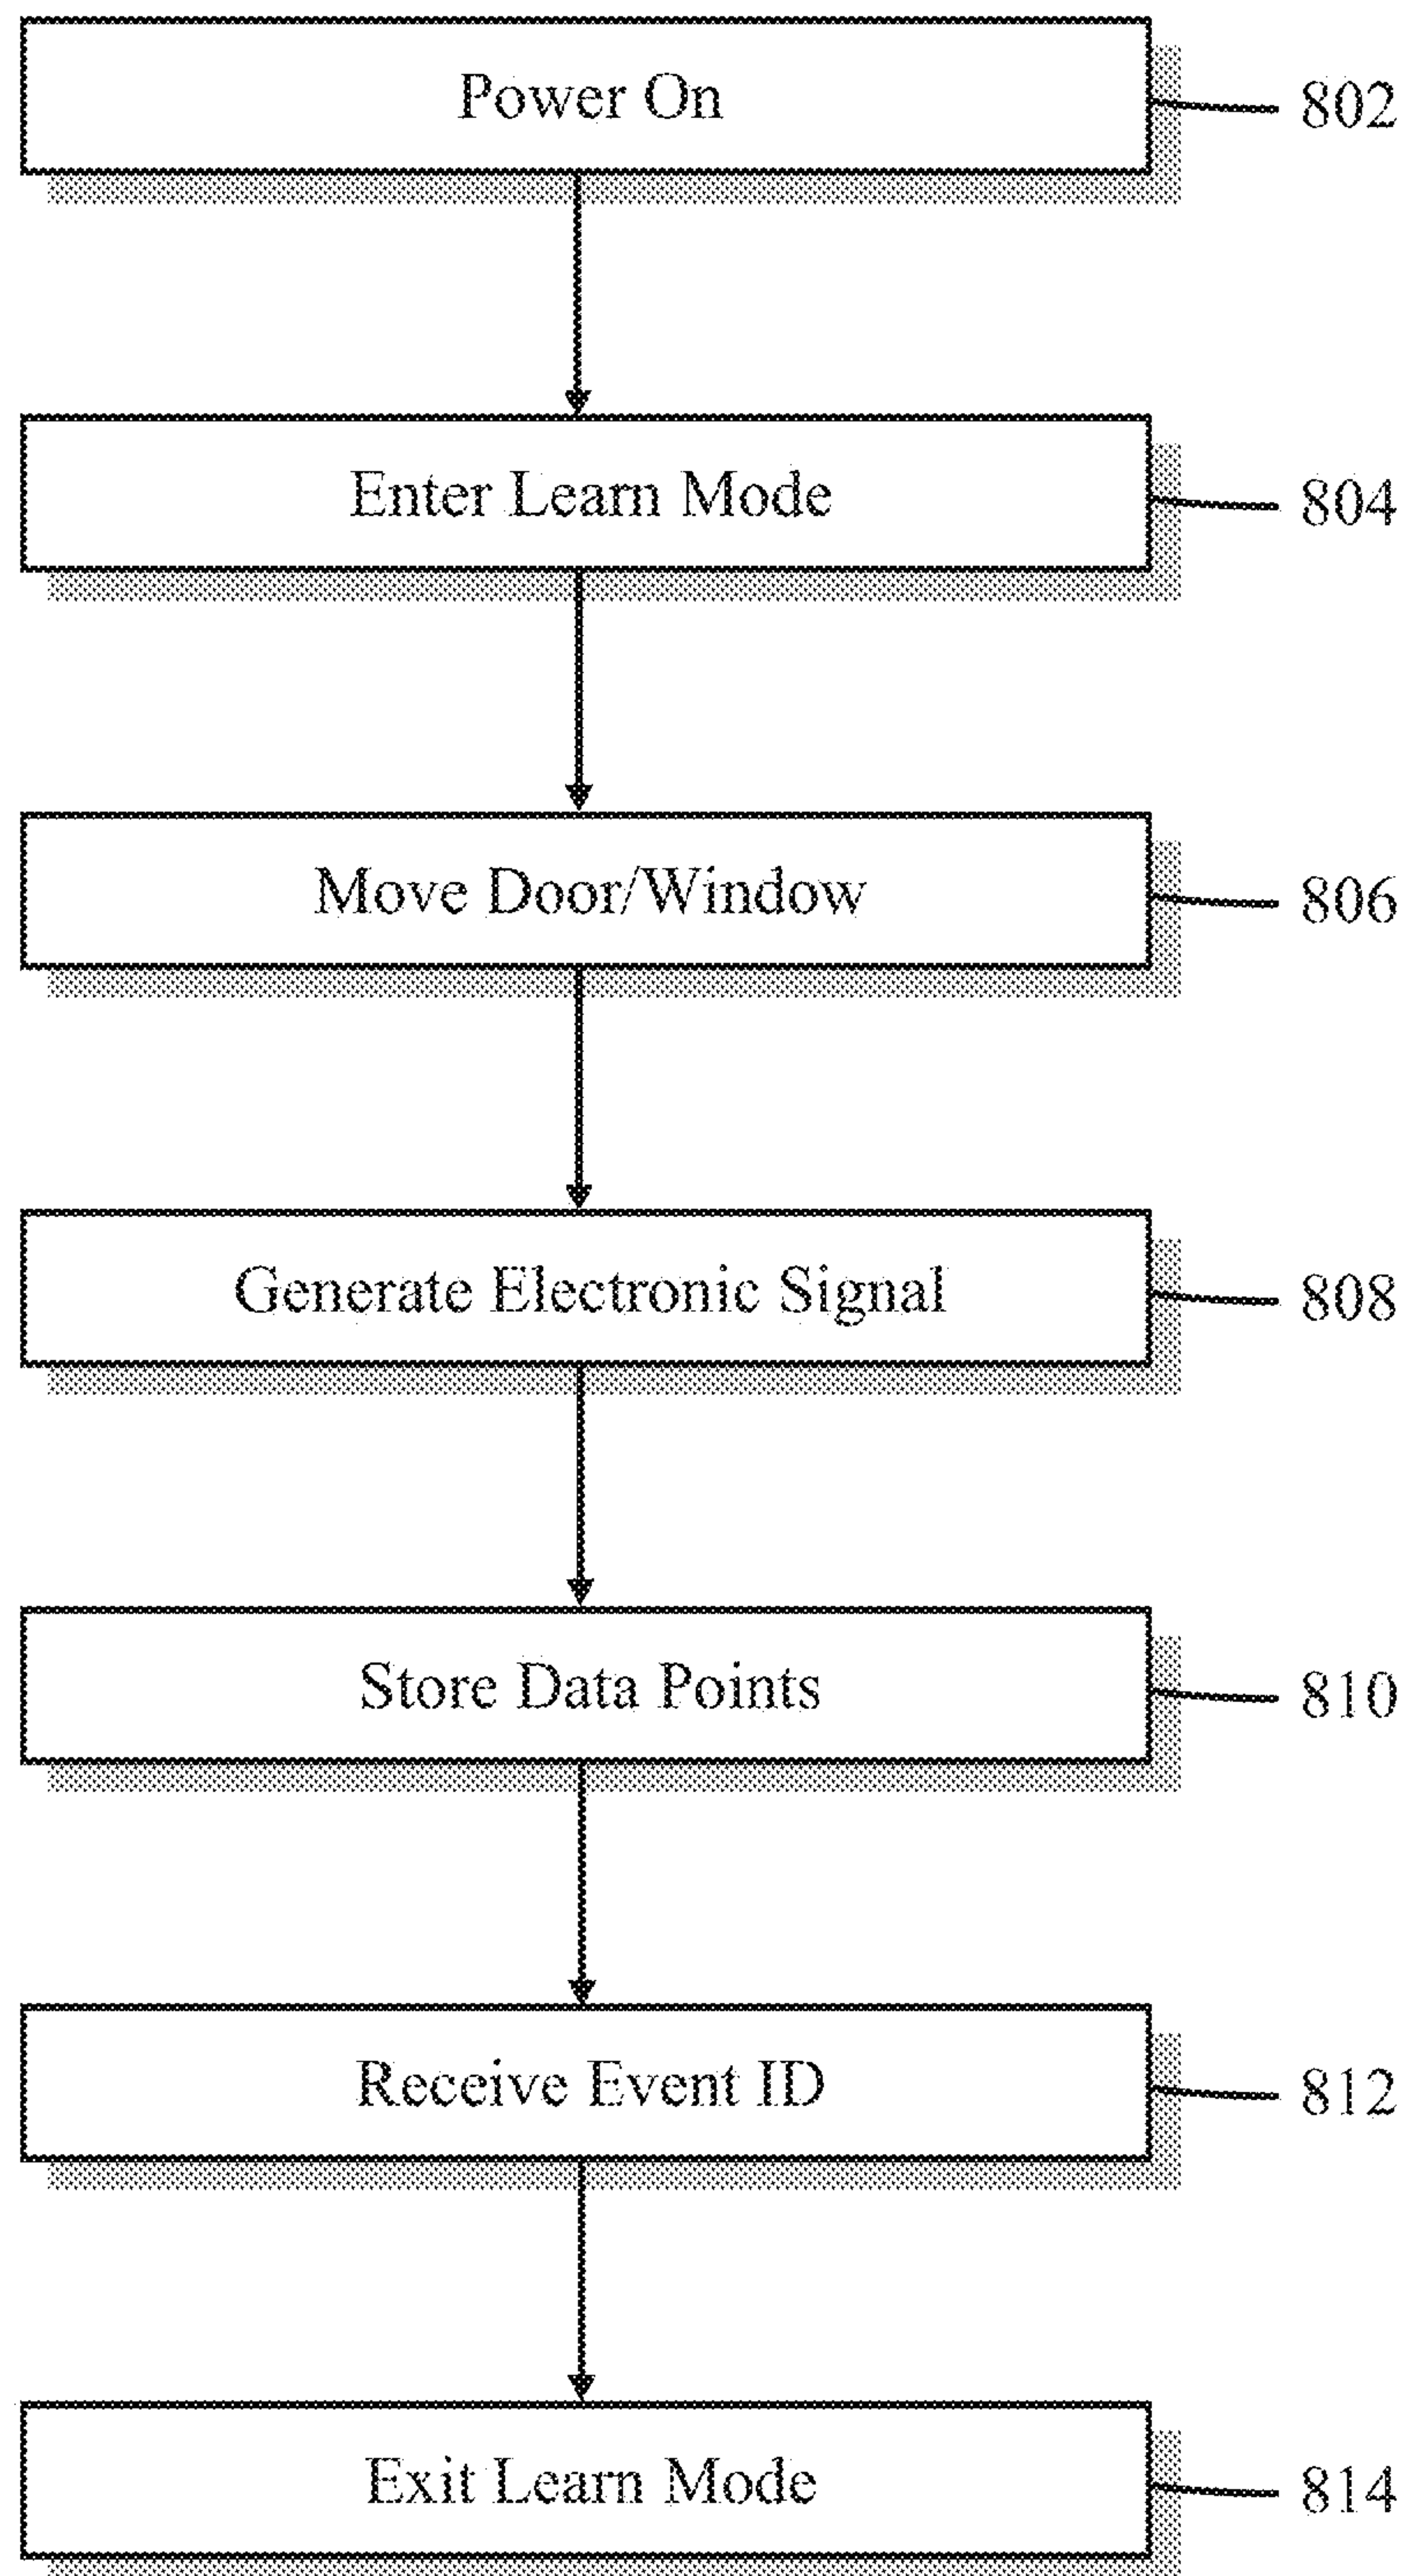 Power On
802
Enter Learn Mode
804
Move Door/Window
806
Generate Electronic Signal
808
Store Data Points
810
Receive Event ID
812
Exit Learn Mode
814